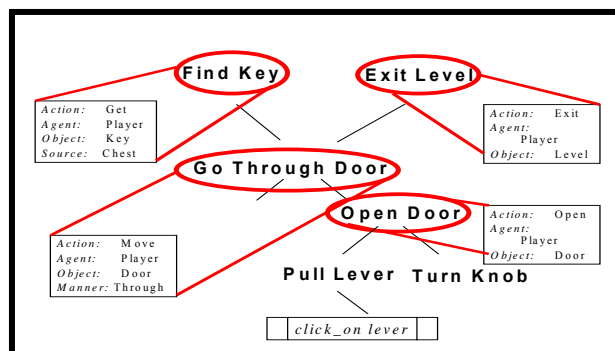 Find Key
Exit Level
Action: Get
Agent: Player
Object: Key
Source: Chest
Action: Exit
Agent:
Player
Object: Level
Go Through Door
Open Door
Action: Open
Agent:
Player
Object: Door
Action: Move
Agent: Player
Object: Door
Manner: Through
Pull Lever
Turn Knob
click_on lever